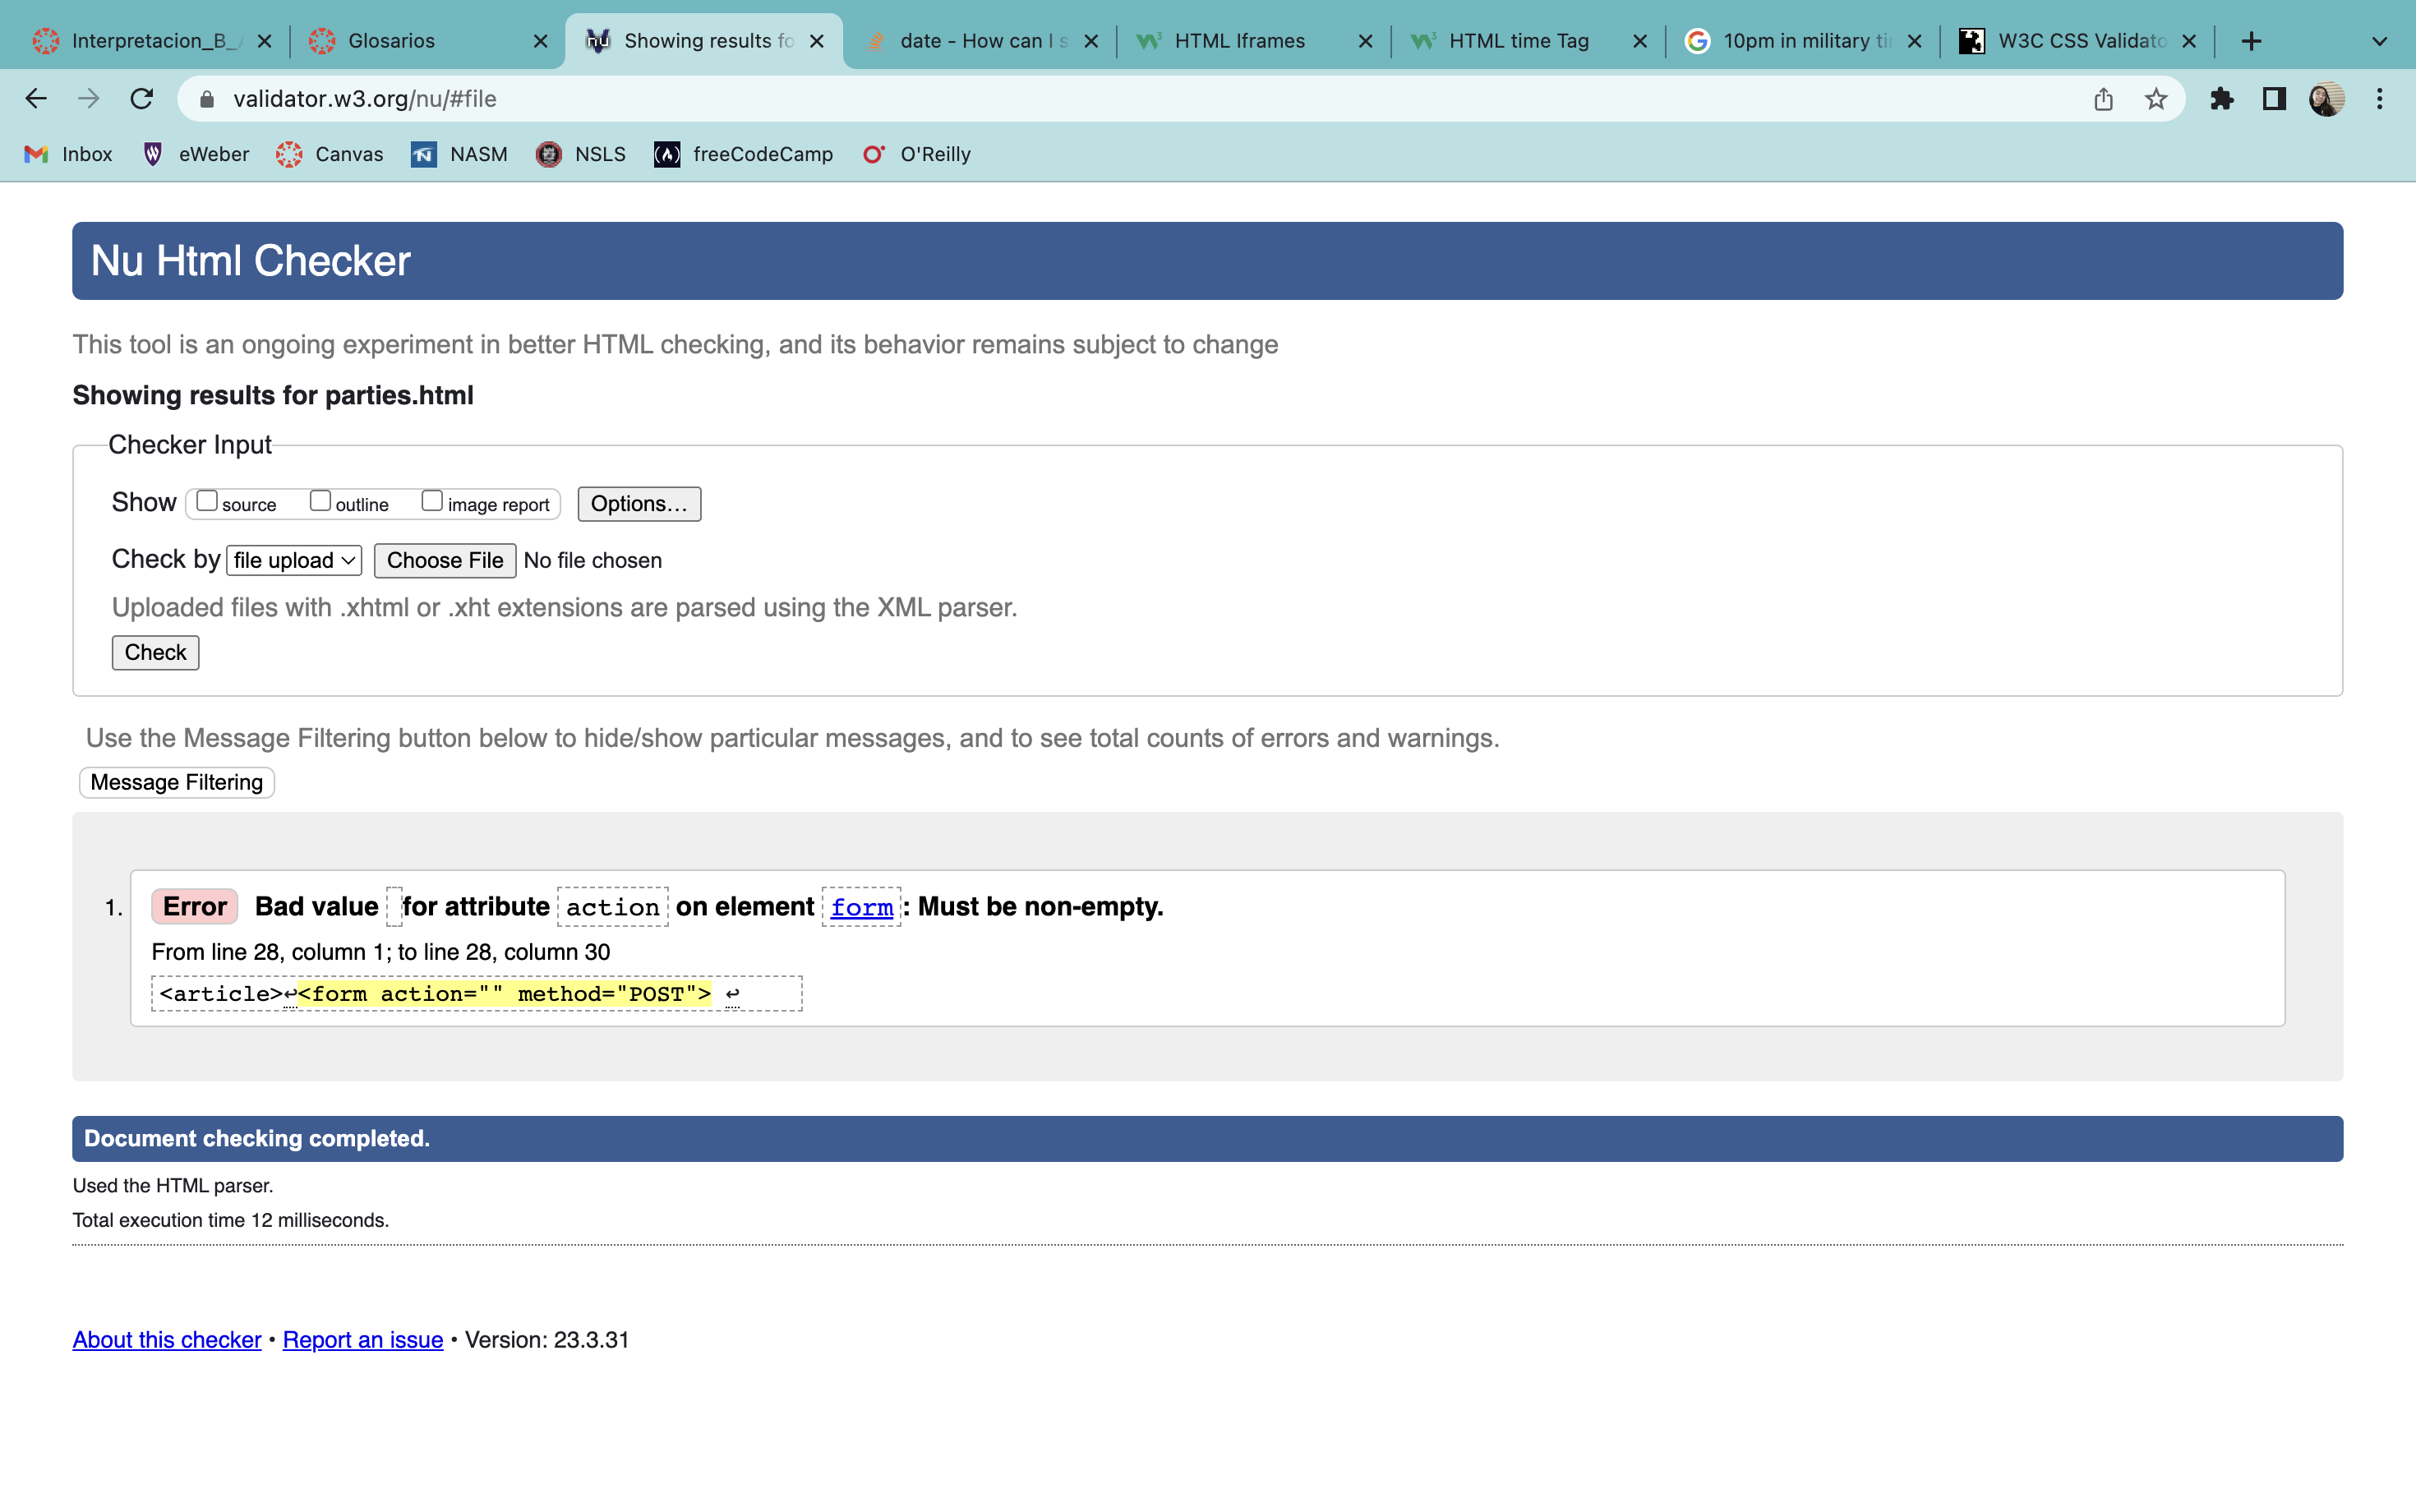 Interpretacion_B_
Glosarios
Showing results fo
date - How can I s
HTML Iframes
HTML time Tag
10pm in military ti
W3C CSS Validato
validator.w3.org/nu/#file
Inbox
eWeber
Canvas
NASM
NSLS
freeCodeCamp
O'Reilly
Nu Html Checker
This tool is an ongoing experiment in better HTML checking, and its behavior remains subject to change
Showing results for parties.html
Checker Input
Show source outline image report Options...
Check by file upload Choose File No file chosen
Uploaded files with .xhtml or .xht extensions are parsed using the XML parser.
Check
Use the Message Filtering button below to hide/show particular messages, and to see total counts of errors and warnings.
Message Filtering
1. Error Bad value for attribute action on element form: Must be non-empty.
From line 28, column 1; to line 28, column 30
<article>↩<form action="" method="POST"> ↩
Document checking completed.
Used the HTML parser.
Total execution time 12 milliseconds.
About this checker • Report an issue • Version: 23.3.31